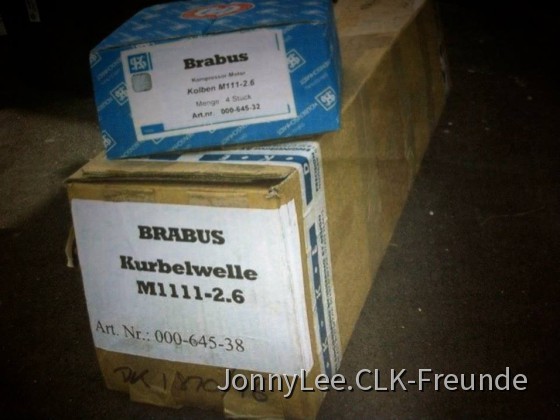 Brabus
Kompressor-Motor
Kolben M111-2.6
Menge 4 Stück
Art.nr. 000-645-32
BRABUS
Kurbelwelle
M1111-2.6
Art. Nr.: 000-645-38
JonnyLee.CLK-Freunde